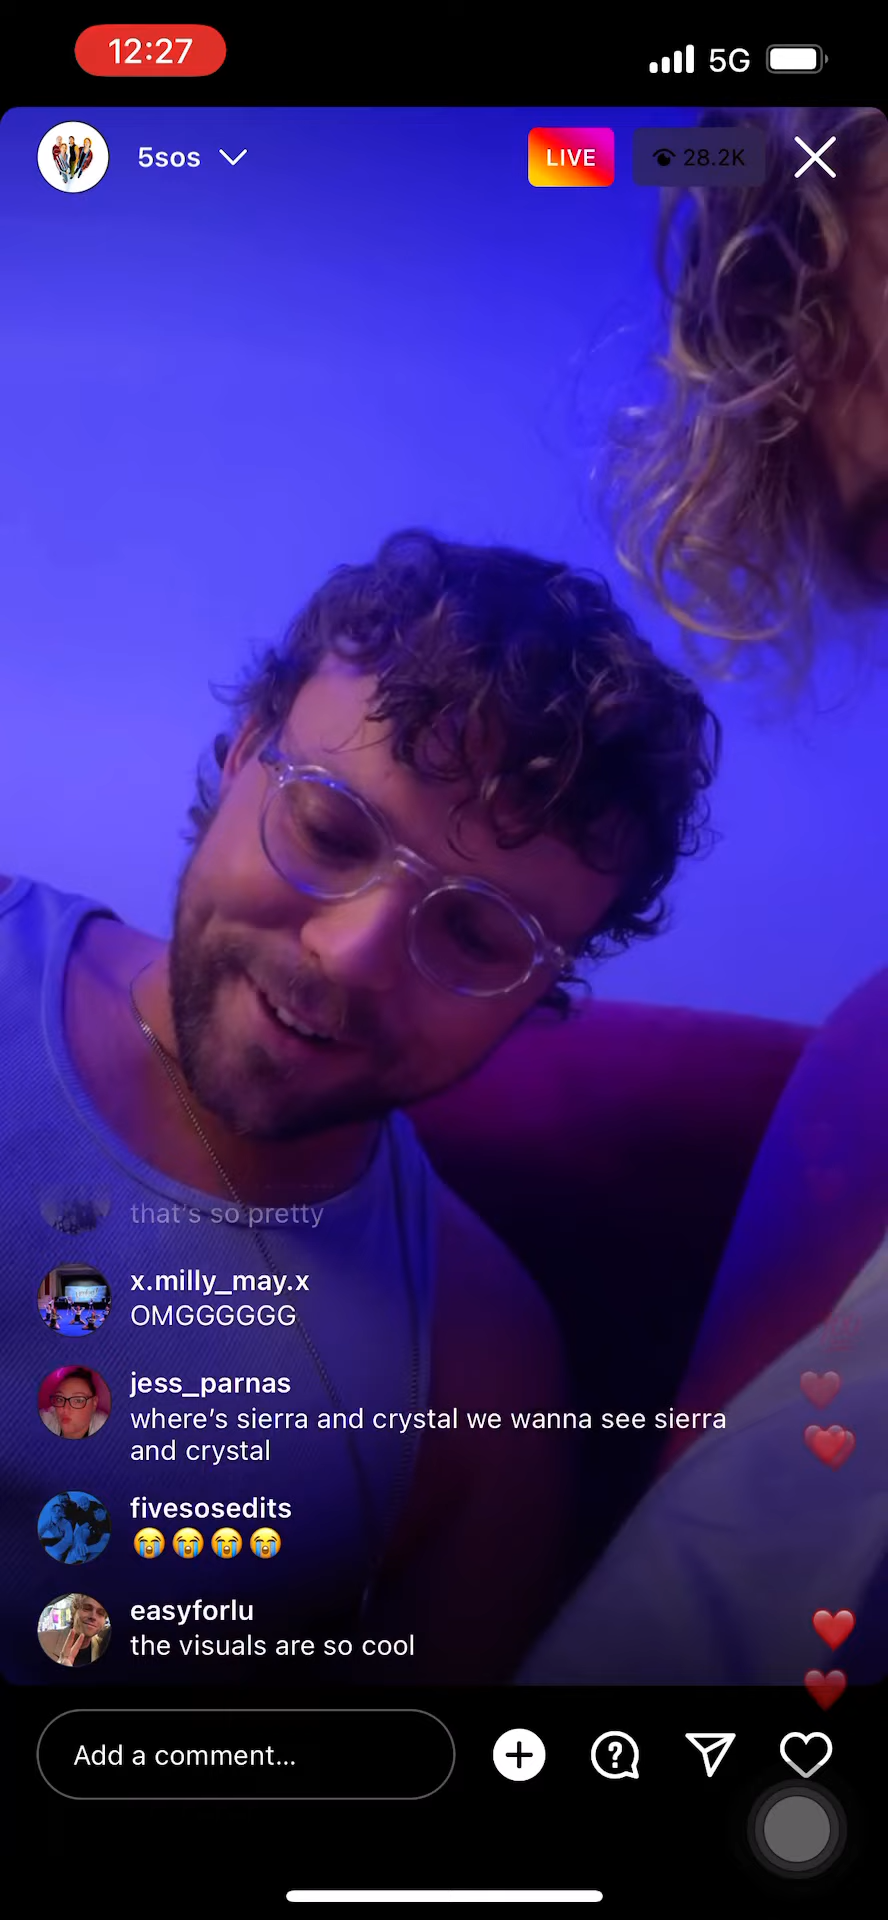 12:27
5G
5sos
LIVE
28.2K
that's so pretty
x.milly_may.x
OMGGGGGG
jess_parnas
where's sierra and crystal we wanna see sierra
and crystal
fivesosedits
😭😭😭😭
easyforlu
the visuals are so cool
Add a comment...